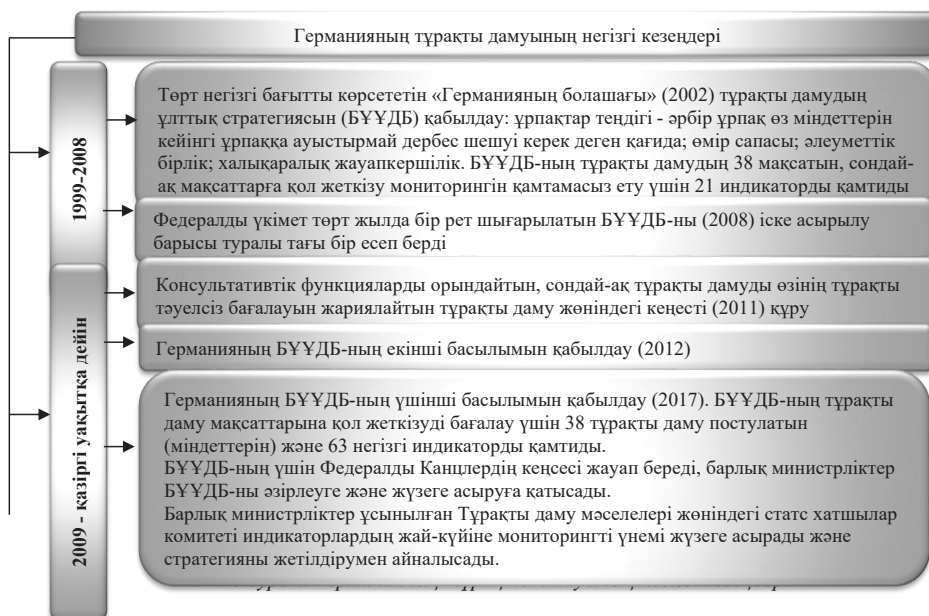 Германияның тұрақты дамуының негізгі кезеңдері
1999-2008
Төрт негізгі бағытты көрсететін «Германияның болашағы» (2002) тұрақты дамудың
ұлттық стратегиясын (БҰҰДБ) қабылдау: ұрпақтар теңдігі - әрбір ұрпақ өз міндеттерін
кейінгі ұрпаққа ауыстырмай дербес шешуі керек деген қағида; өмір сапасы; әлеуметтік
бірлік; халықаралық жауапкершілік. БҰҰДБ-ның тұрақты дамудың 38 мақсатын, сондай-
ақ мақсаттарға қол жеткізу мониторингін қамтамасыз ету үшін 21 индикаторды қамтиды
Федералды үкімет төрт жылда бір рет шығарылатын БҰҰДБ-ны (2008) іске асырылу
барысы туралы тағы бір есеп берді
2009 - қазіргі уақытқа дейін
Консультативтік функцияларды орындайтын, сондай-ақ тұрақты дамуды өзінің тұрақты
тәуелсіз бағалауын жариялайтын тұрақты даму жөніндегі кеңесті (2011) құру
Германияның БҰҰДБ-ның екінші басылымын қабылдау (2012)
Германияның БҰҰДБ-ның үшінші басылымын қабылдау (2017). БҰҰДБ-ның тұрақты
даму мақсаттарына қол жеткізуді бағалау үшін 38 тұрақты даму постулатын
(міндеттерін) және 63 негізгі индикаторды қамтиды.
БҰҰДБ-ның үшін Федералды Канцлердің кеңсесі жауап береді, барлық министрліктер
БҰҰДБ-ны әзірлеуге және жүзеге асыруға қатысады.
Барлық министрліктер ұсынылған Тұрақты даму мәселелері жөніндегі статс хатшылар
комитеті индикаторлардың жай-күйіне мониторингті үнемі жүзеге асырады және
стратегияны жетілдірумен айналысады.